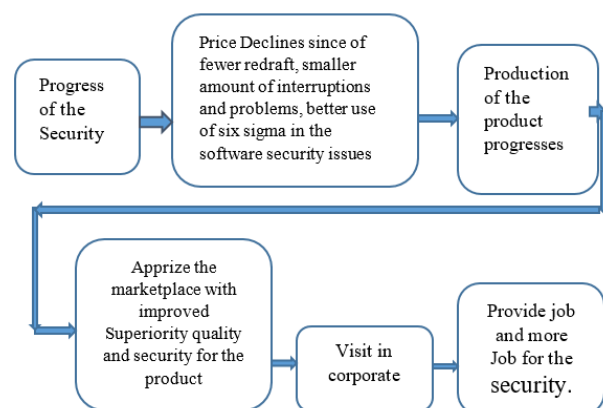 Progress
of the
Security
Price Declines since of
fewer redraft, smaller
amount of interruptions
and problems, better use
of six sigma in the
software security issues
Production
of the
product
progresses
Apprize the
marketplace with
improved
Superiority quality
and security for the
product
Visit in
corporate
Provide job
and more
Job for the
security.